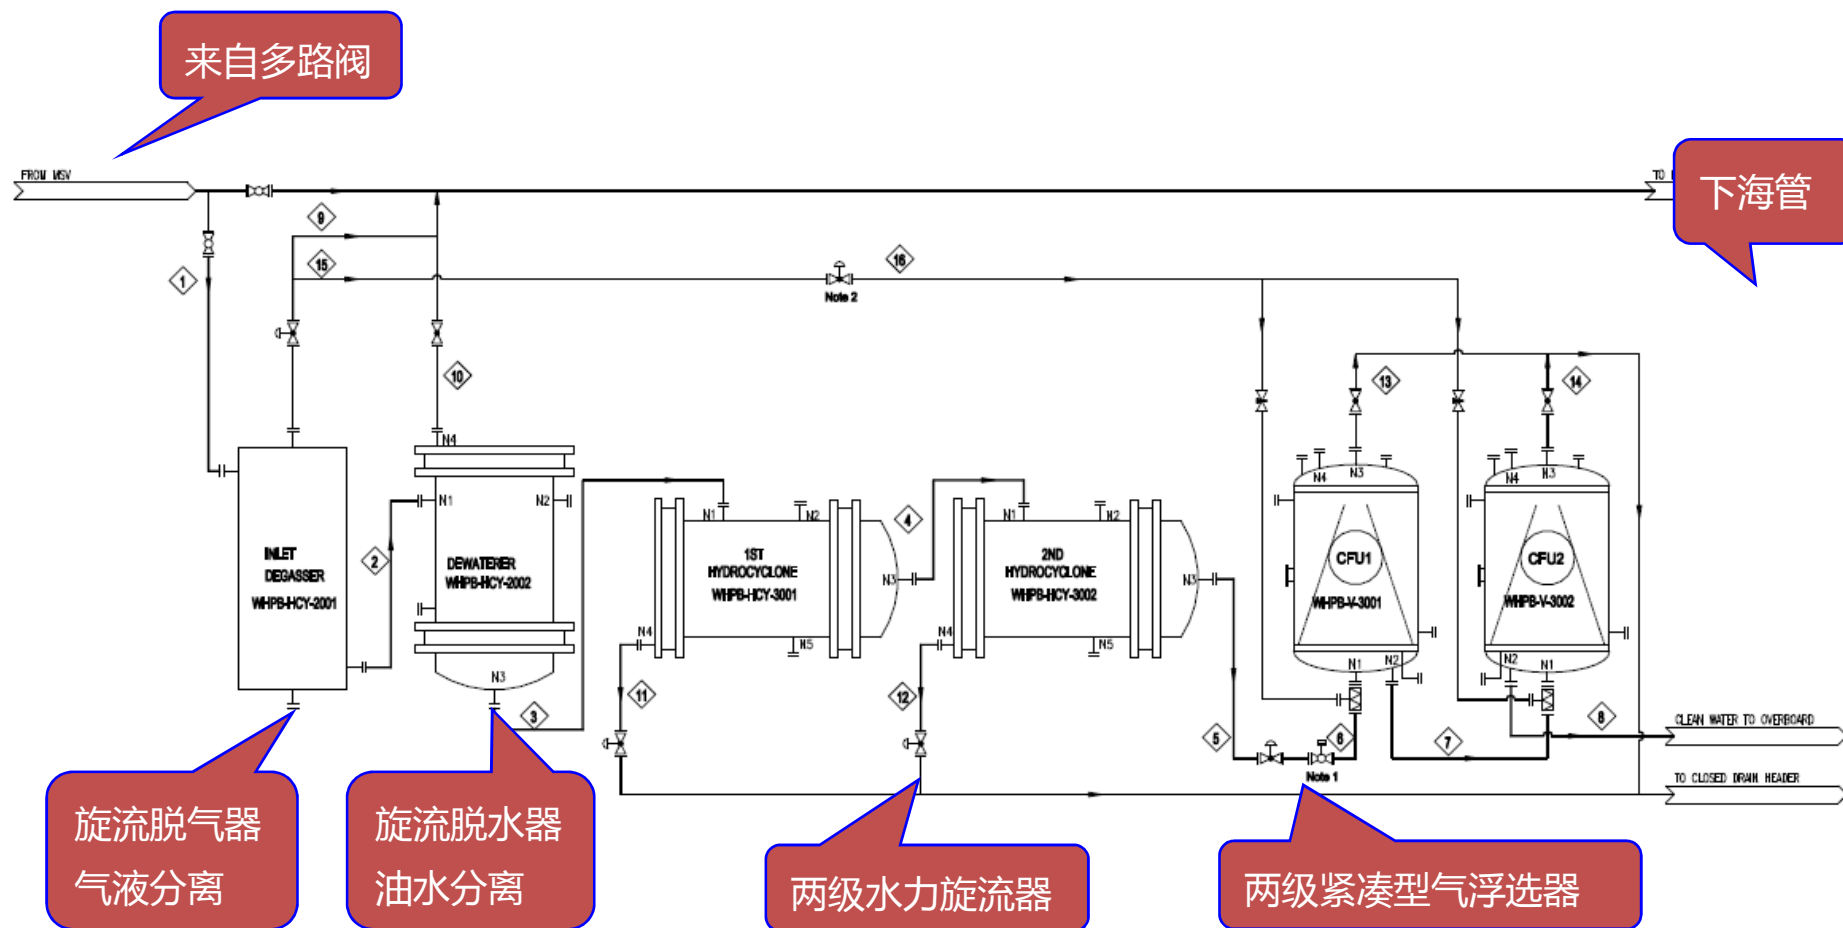 来自多路阀
FROM MSV
TO
下海管
9
15
16
1
Note 2
10
13
14
N4
N4
N3
N4
N3
N1
N2
2
INLET
DEGASSER
WHPB-HCY-2001
DEWATERER
WHPB-HCY-2002
N1
N2
4
1ST
HYDROCYCLONE
WHPB-HCY-3001
N3
N1
N2
2ND
HYDROCYCLONE
WHPB-HCY-3002
N3
CFU1
WHPB-V-3001
CFU2
WHPB-V-3002
N4
N5
N4
N5
N3
N1
N2
N2
N1
3
11
12
5
6
7
8
Note 1
CLEAN WATER TO OVERBOARD
TO CLOSED DRAIN HEADER
旋流脱气器
气液分离
旋流脱水器
油水分离
两级水力旋流器
两级紧凑型气浮选器